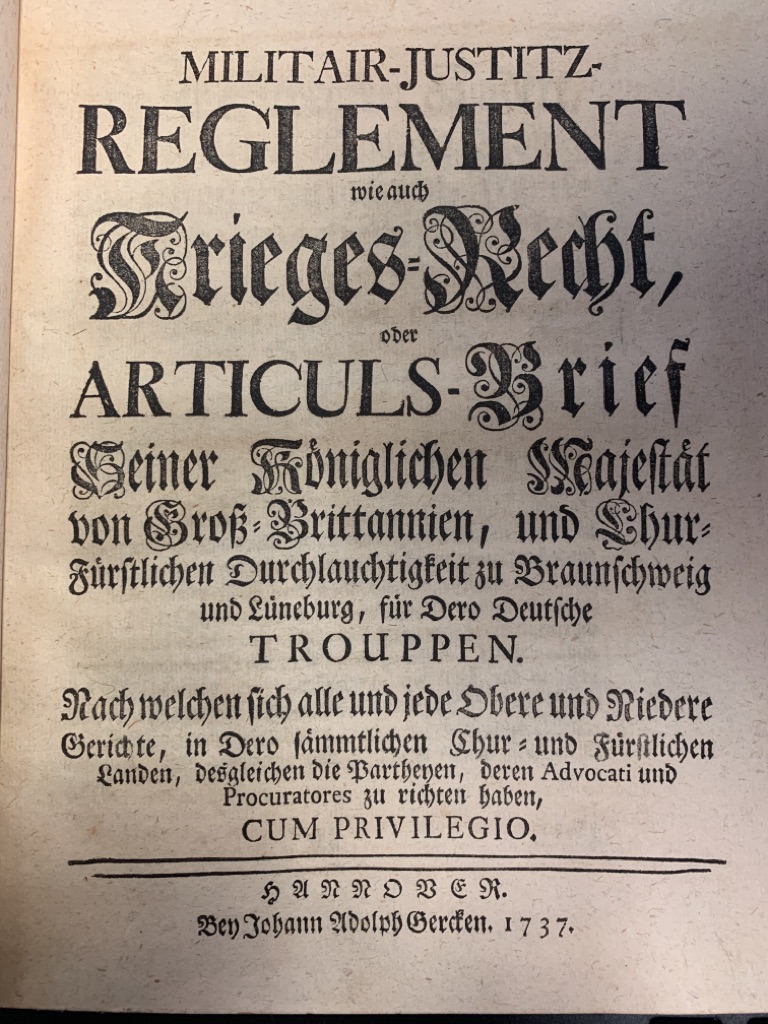 MILITAIR-JUSTITZ-
REGLEMENT
wie auch
Krieges-Recht,
oder
ARTICULS-Brief
Seiner Königlichen Majestät
von Groß-Brittannien, und Chur-
Fürstlichen Durchlauchtigkeit zu Braunschweig
und Lüneburg, für Dero Deutsche
TROUPPEN.
Nach welchen sich alle und jede Obere und Niedere
Gerichte, in Dero sämmtlichen Chur- und Fürstlichen
Landen, desgleichen die Partheyen, deren Advocati und
Procuratores zu richten haben,
CUM PRIVILEGIO.
HANNOVER.
Bey Johann Adolph Gercken. 1737.